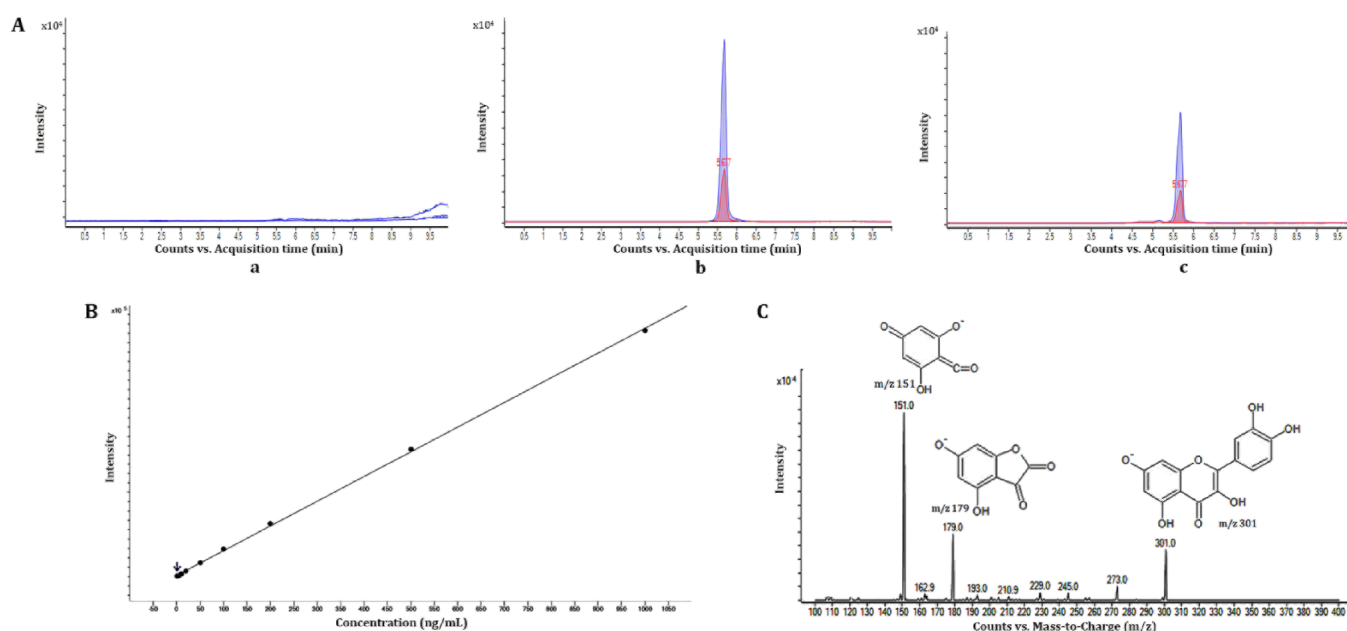 A
x10⁴
Intensity
0.5 1 1.5 2 2.5 3 3.5 4 4.5 5 5.5 6 6.5 7 7.5 8 8.5 9 9.5
Counts vs. Acquisition time (min)
a
x10⁴
Intensity
5.677
0.5 1 1.5 2 2.5 3 3.5 4 4.5 5 5.5 6 6.5 7 7.5 8 8.5 9 9.5
Counts vs. Acquisition time (min)
b
x10⁴
Intensity
5.677
0.5 1 1.5 2 2.5 3 3.5 4 4.5 5 5.5 6 6.5 7 7.5 8 8.5 9 9.5
Counts vs. Acquisition time (min)
c
B
x10⁵
Intensity
-50 0 50 100 150 200 250 300 350 400 450 500 550 600 650 700 750 800 850 900 950 1000 1050
Concentration (ng/mL)
C
x10⁴
Intensity
O
O⁻
C=O
OH
m/z 151
151.0
O⁻
O
O
O
OH
m/z 179
179.0
OH
OH
O⁻
O
OH
OH
O
m/z 301
301.0
162.9
193.0
210.9
229.0
245.0
273.0
100 110 120 130 140 150 160 170 180 190 200 210 220 230 240 250 260 270 280 290 300 310 320 330 340 350 360 370 380 390 400
Counts vs. Mass-to-Charge (m/z)